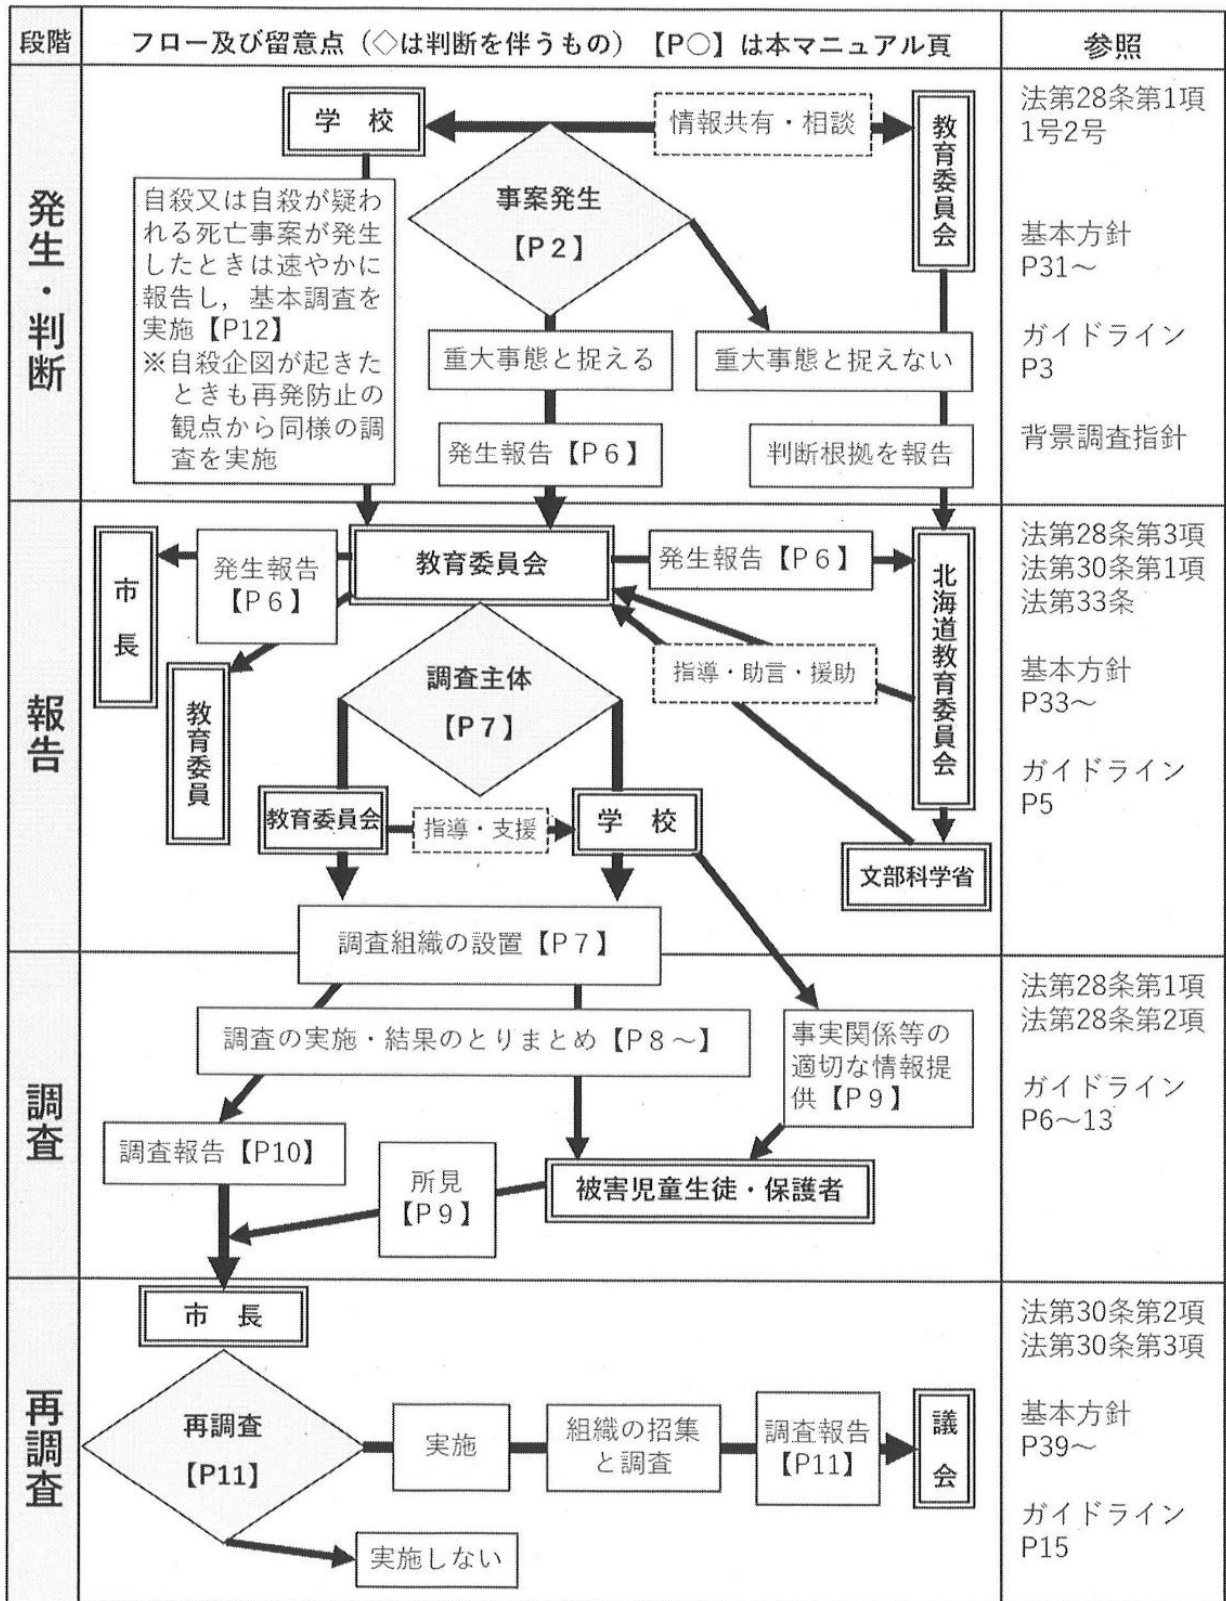 段階
フロー及び留意点（◇は判断を伴うもの）【P○】は本マニュアル頁
参照
発生・判断
学　校
情報共有・相談
教育委員会
事案発生
【P２】
自殺又は自殺が疑わ
れる死亡事案が発生
したときは速やかに
報告し，基本調査を
実施【P12】
※自殺企図が起きた
ときも再発防止の
観点から同様の調
査を実施
重大事態と捉える
重大事態と捉えない
発生報告【P６】
判断根拠を報告
法第28条第1項
1号2号
基本方針
P31～
ガイドライン
P3
背景調査指針
報告
市　長
発生報告
【P６】
教育委員会
発生報告【P６】
北海道教育委員会
教育委員
調査主体
【P７】
指導・助言・援助
教育委員会
指導・支援
学　校
文部科学省
調査組織の設置【P７】
法第28条第3項
法第30条第1項
法第33条
基本方針
P33～
ガイドライン
P5
調査
調査の実施・結果のとりまとめ【P８～】
事実関係等の
適切な情報提
供【P９】
調査報告【P10】
所見
【P９】
被害児童生徒・保護者
法第28条第1項
法第28条第2項
ガイドライン
P6～13
再調査
市　長
再調査
【P11】
実施
組織の招集
と調査
調査報告
【P11】
議　会
実施しない
法第30条第2項
法第30条第3項
基本方針
P39～
ガイドライン
P15